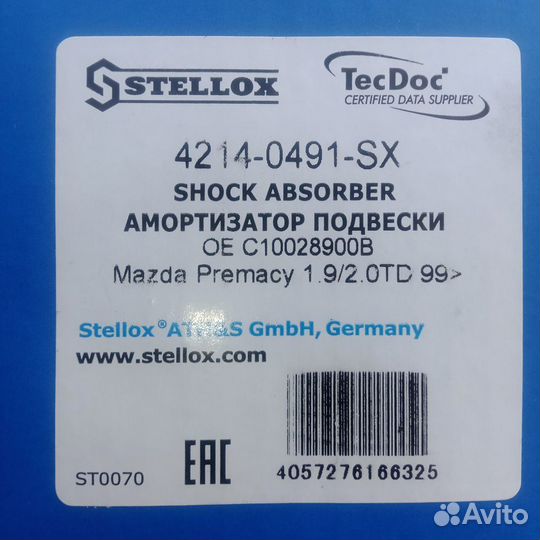 STELLOX
TecDoc
CERTIFIED DATA SUPPLIER
4214-0491-SX
SHOCK ABSORBER
АМОРТИЗАТОР ПОДВЕСКИ
OE C10028900B
Mazda Premacy 1.9/2.0TD 99>
Stellox® GmbH, Germany
www.stellox.com
ST0070
EAC
4057276166325
Avito